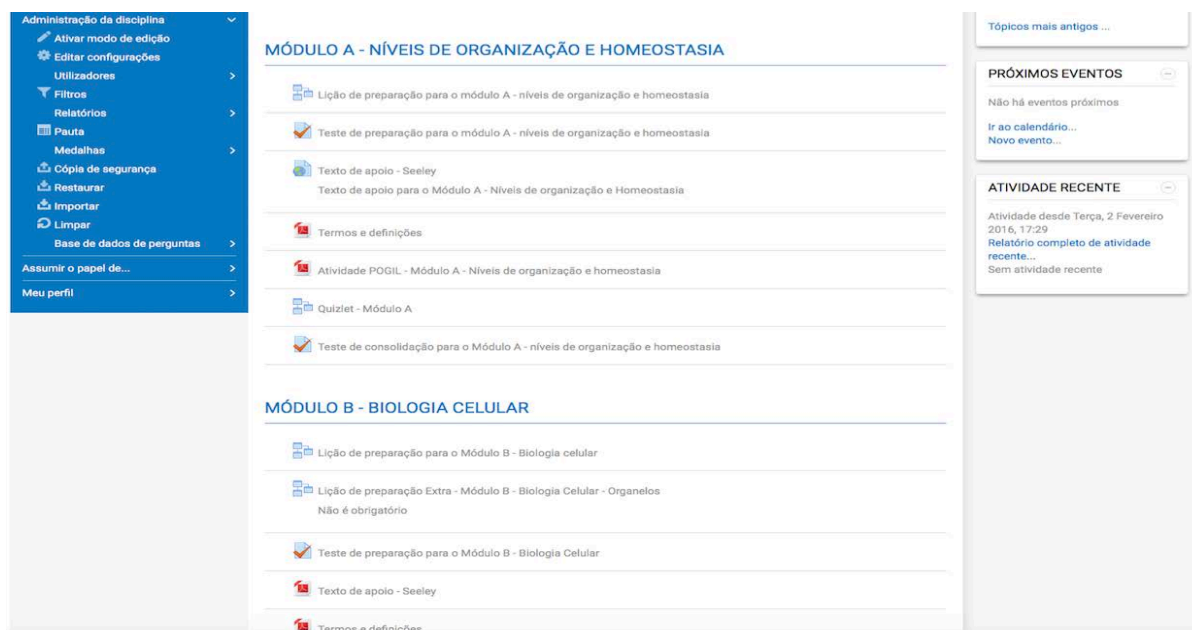 Administração da disciplina
Ativar modo de edição
Editar configurações
Utilizadores
Filtros
Relatórios
Pauta
Medalhas
Cópia de segurança
Restaurar
Importar
Limpar
Base de dados de perguntas
Assumir o papel de...
Meu perfil
MÓDULO A - NÍVEIS DE ORGANIZAÇÃO E HOMEOSTASIA
Lição de preparação para o módulo A - níveis de organização e homeostasia
Teste de preparação para o módulo A - níveis de organização e homeostasia
Texto de apoio - Seeley
Texto de apoio para o Módulo A - Níveis de organização e Homeostasia
Termos e definições
Atividade POGIL - Módulo A - Níveis de organização e homeostasia
Quizlet - Módulo A
Teste de consolidação para o Módulo A - níveis de organização e homeostasia
MÓDULO B - BIOLOGIA CELULAR
Lição de preparação para o Módulo B - Biologia celular
Lição de preparação Extra - Módulo B - Biologia Celular - Organelos
Não é obrigatório
Teste de preparação para o Módulo B - Biologia Celular
Texto de apoio - Seeley
Termos e definições
Tópicos mais antigos ...
PRÓXIMOS EVENTOS
Não há eventos próximos
Ir ao calendário...
Novo evento...
ATIVIDADE RECENTE
Atividade desde Terça, 2 Fevereiro
2016, 17:29
Relatório completo de atividade
recente...
Sem atividade recente